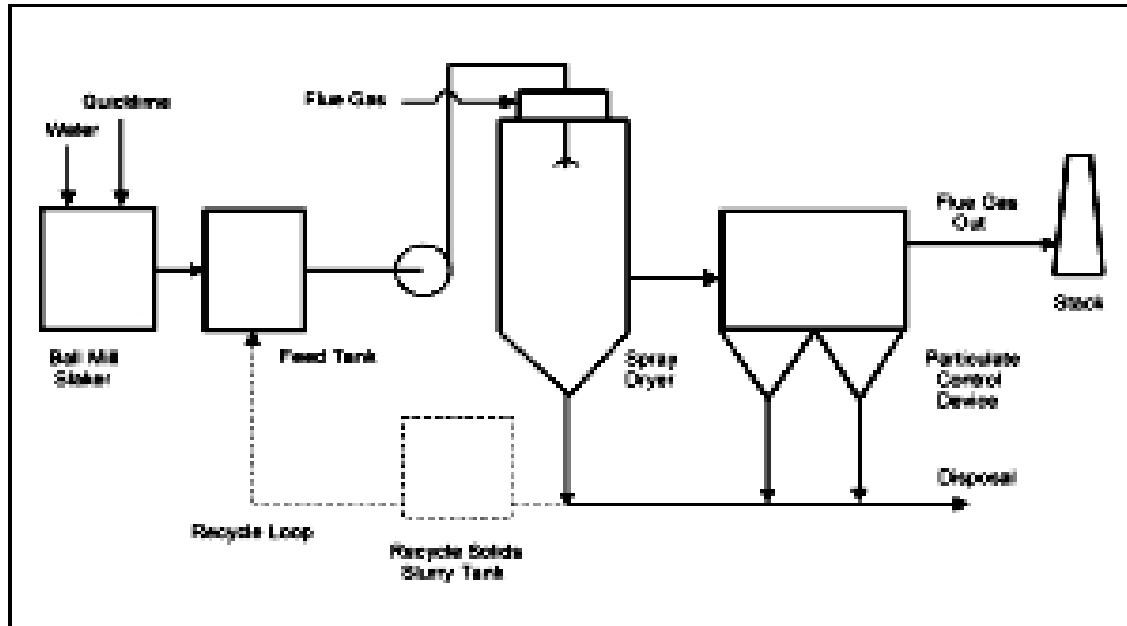 Quicklime
Water
Flue Gas
Flue Gas
Out
Stack
Ball Mill
Slaker
Feed Tank
Spray
Dryer
Particulate
Control
Device
Disposal
Recycle Loop
Recycle Solids
Slurry Tank